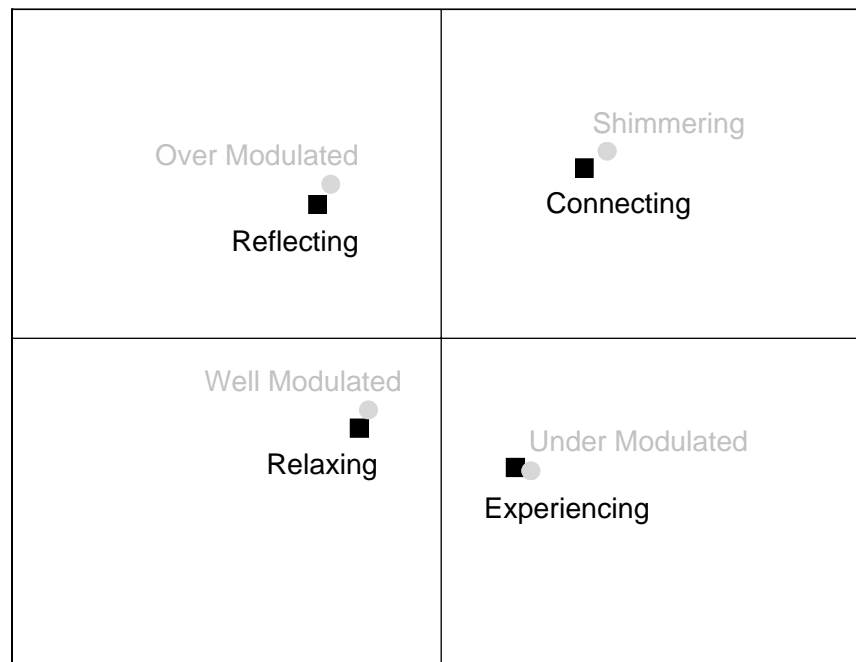 Shimmering
Over Modulated
Connecting
Reflecting
Well Modulated
Under Modulated
Relaxing
Experiencing